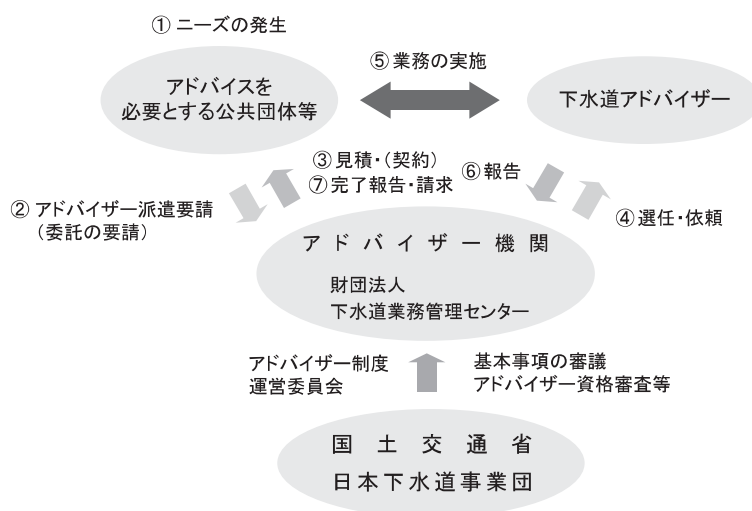 ① ニーズの発生
アドバイスを
必要とする公共団体等
⑤ 業務の実施
下水道アドバイザー
② アドバイザー派遣要請
（委託の要請）
③ 見積・（契約）
⑦ 完了報告・請求
⑥ 報告
④ 選任・依頼
アドバイザー機関
財団法人
下水道業務管理センター
アドバイザー制度
運営委員会
基本事項の審議
アドバイザー資格審査等
国土交通省
日本下水道事業団